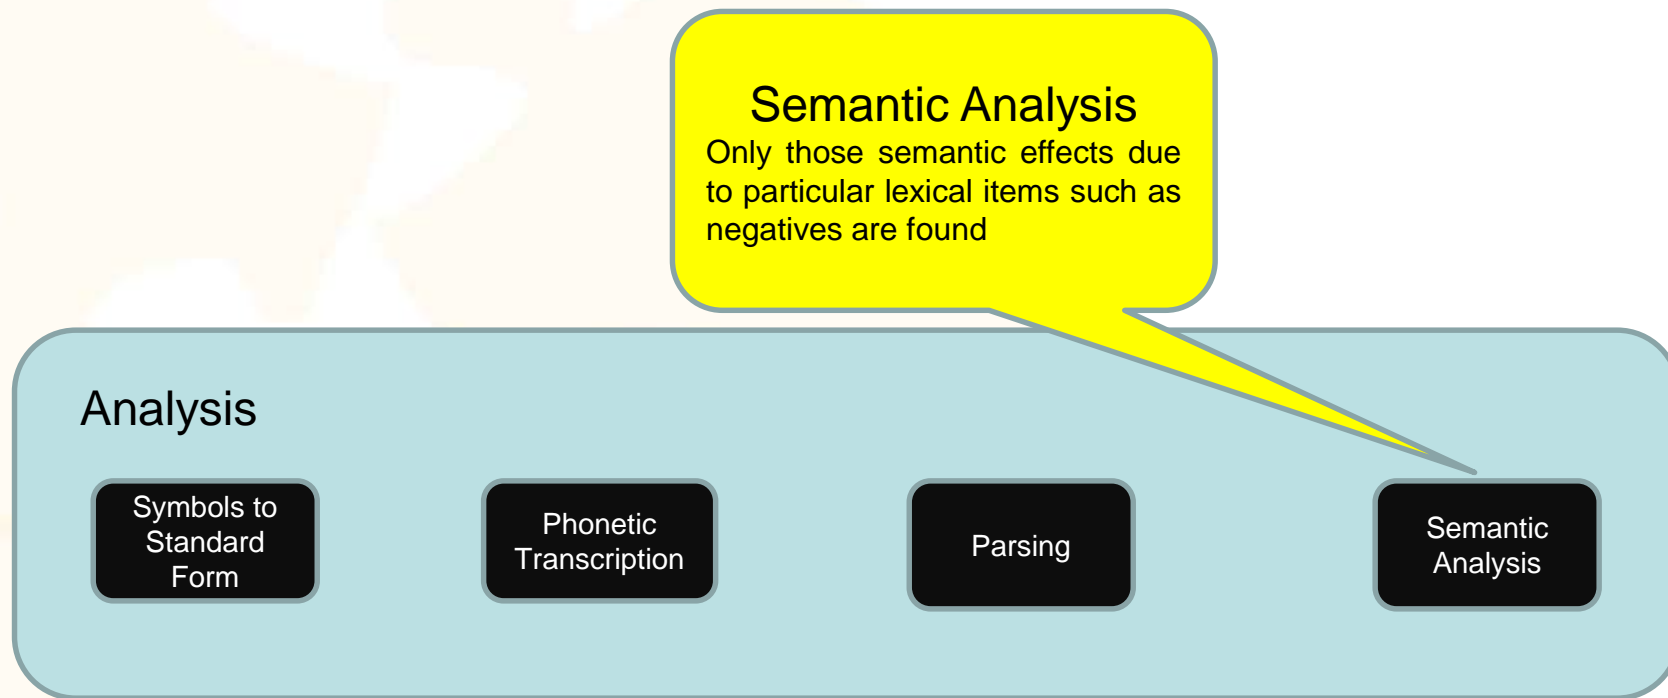 Semantic Analysis
Only those semantic effects due
to particular lexical items such as
negatives are found
Analysis
Symbols to
Standard
Form
Phonetic
Transcription
Parsing
Semantic
Analysis